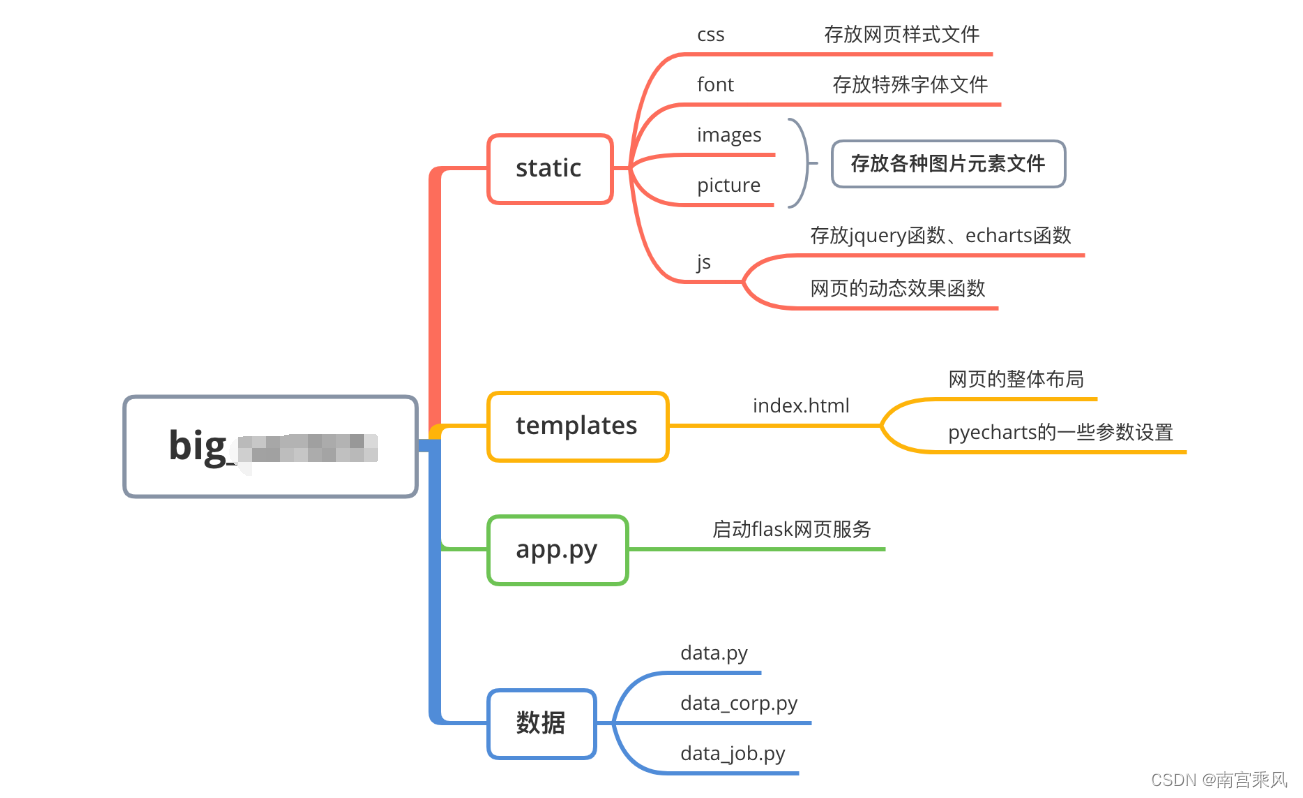 css
存放网页样式文件
font
存放特殊字体文件
images
picture
存放各种图片元素文件
static
js
存放jquery函数、echarts函数
网页的动态效果函数
big_
templates
index.html
网页的整体布局
pyecharts的一些参数设置
app.py
启动flask网页服务
数据
data.py
data_corp.py
data_job.py
CSDN @南宫乘风